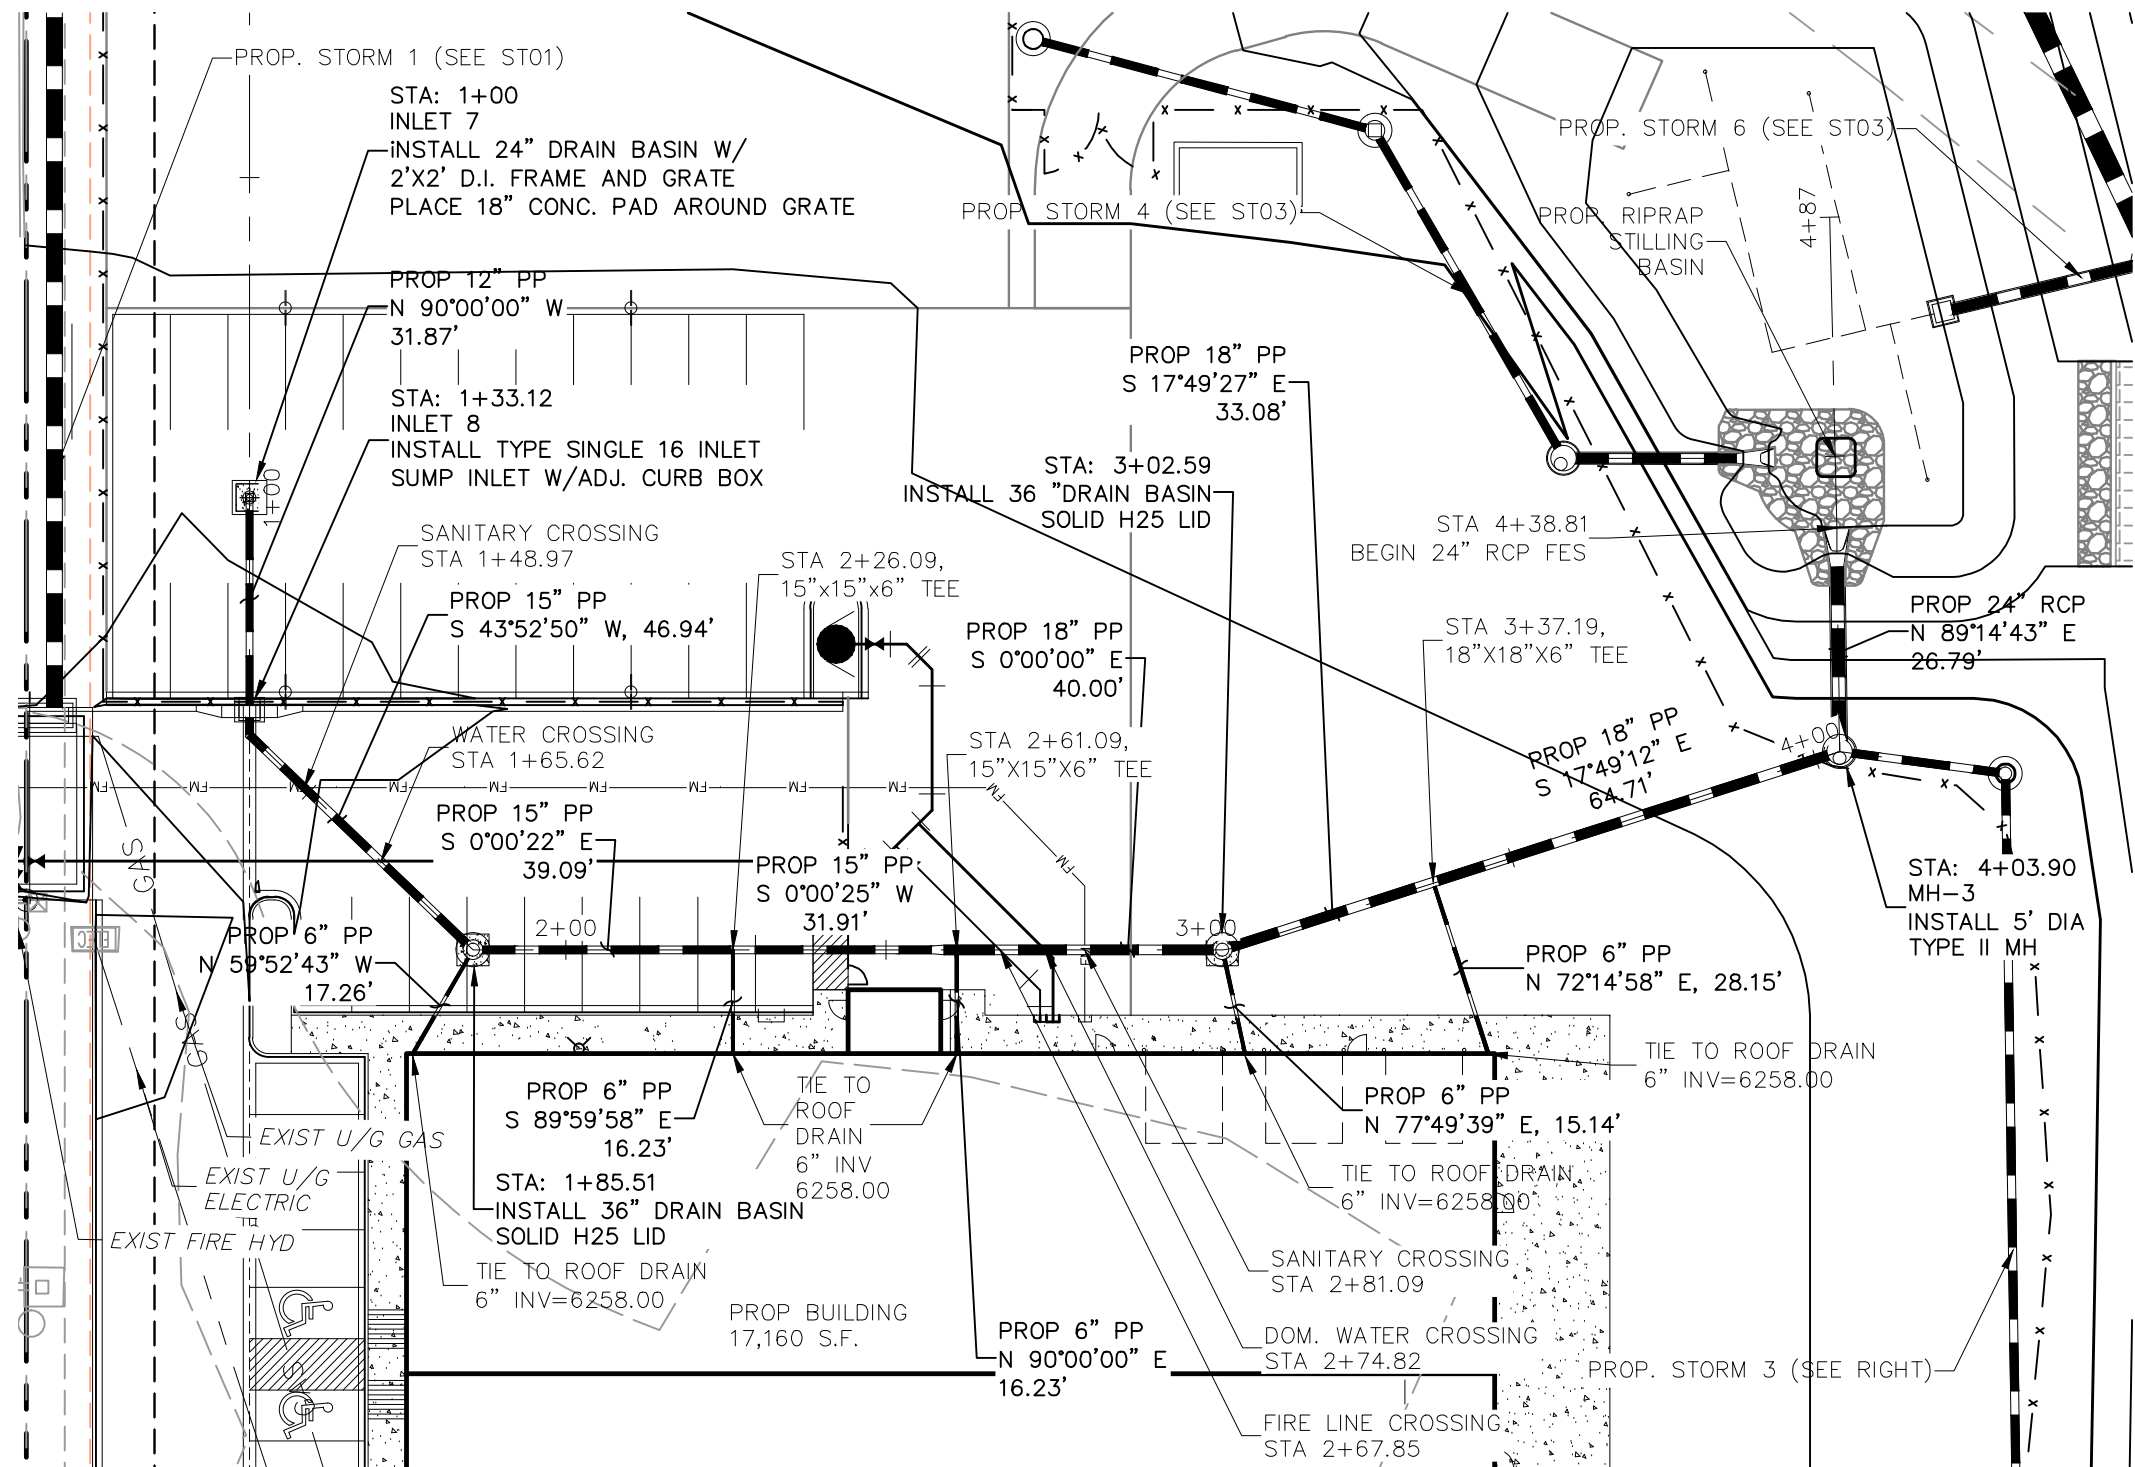 PROP. STORM 1 (SEE ST01)
STA: 1+00
INLET 7
INSTALL 24" DRAIN BASIN W/
2'X2' D.I. FRAME AND GRATE
PLACE 18" CONC. PAD AROUND GRATE
PROP 12" PP
N 90°00'00" W
31.87'
STA: 1+33.12
INLET 8
INSTALL TYPE SINGLE 16 INLET
SUMP INLET W/ADJ. CURB BOX
1+00
SANITARY CROSSING
STA 1+48.97
PROP 15" PP
S 43°52'50" W, 46.94'
STA 2+26.09,
15"x15"x6" TEE
WATER CROSSING
STA 1+65.62
PROP 15" PP
S 0°00'22" E
39.09'
PROP 15" PP
S 0°00'25" W
31.91'
PROP. STORM 4 (SEE ST03)
PROP. STORM 6 (SEE ST03)
PROP. RIPRAP
STILLING
BASIN
4+87
PROP 18" PP
S 17°49'27" E
33.08'
STA: 3+02.59
INSTALL 36 "DRAIN BASIN
SOLID H25 LID
STA 4+38.81
BEGIN 24" RCP FES
PROP 24" RCP
N 89°14'43" E
26.79'
PROP 18" PP
S 0°00'00" E
40.00'
STA 3+37.19,
18"X18"X6" TEE
STA 2+61.09,
15"X15"X6" TEE
PROP 18" PP
S 17°49'12" E
64.71'
4+00
STA: 4+03.90
MH-3
INSTALL 5' DIA
TYPE II MH
FM
FM
FM
FM
FM
FM
FM
FM
FM
FM
GAS
GAS
GAS
ELEC
2+00
3+00
PROP 6" PP
N 59°52'43" W
17.26'
PROP 6" PP
N 72°14'58" E, 28.15'
TIE TO ROOF DRAIN
6" INV=6258.00
PROP 6" PP
S 89°59'58" E
16.23'
TIE TO
ROOF
DRAIN
6" INV
6258.00
PROP 6" PP
N 77°49'39" E, 15.14'
TIE TO ROOF DRAIN
6" INV=6258.00
EXIST U/G GAS
EXIST U/G
ELECTRIC
EXIST FIRE HYD
STA: 1+85.51
INSTALL 36" DRAIN BASIN
SOLID H25 LID
TIE TO ROOF DRAIN
6" INV=6258.00
PROP BUILDING
17,160 S.F.
PROP 6" PP
N 90°00'00" E
16.23'
SANITARY CROSSING
STA 2+81.09
DOM. WATER CROSSING
STA 2+74.82
FIRE LINE CROSSING
STA 2+67.85
PROP. STORM 3 (SEE RIGHT)